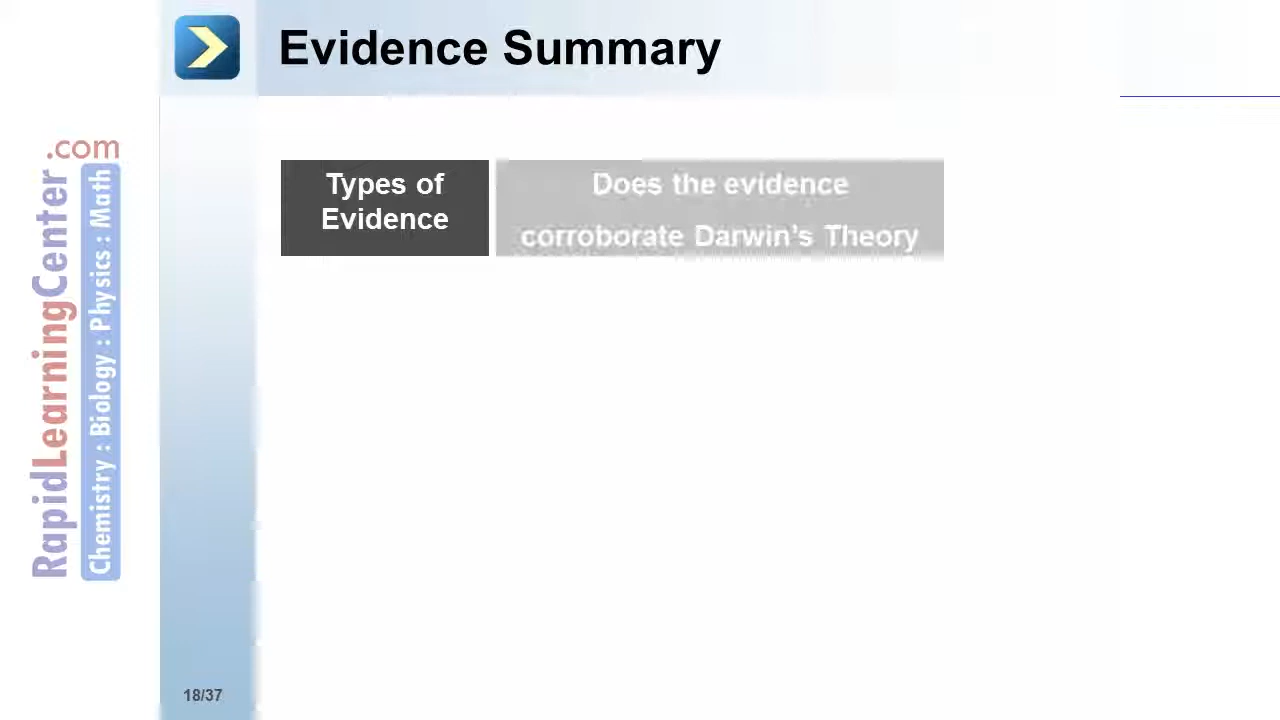 Evidence Summary
Types of
Evidence
Does the evidence
corroborate Darwin's Theory
RapidLearningCenter.com
Chemistry : Biology : Physics : Math
18/37